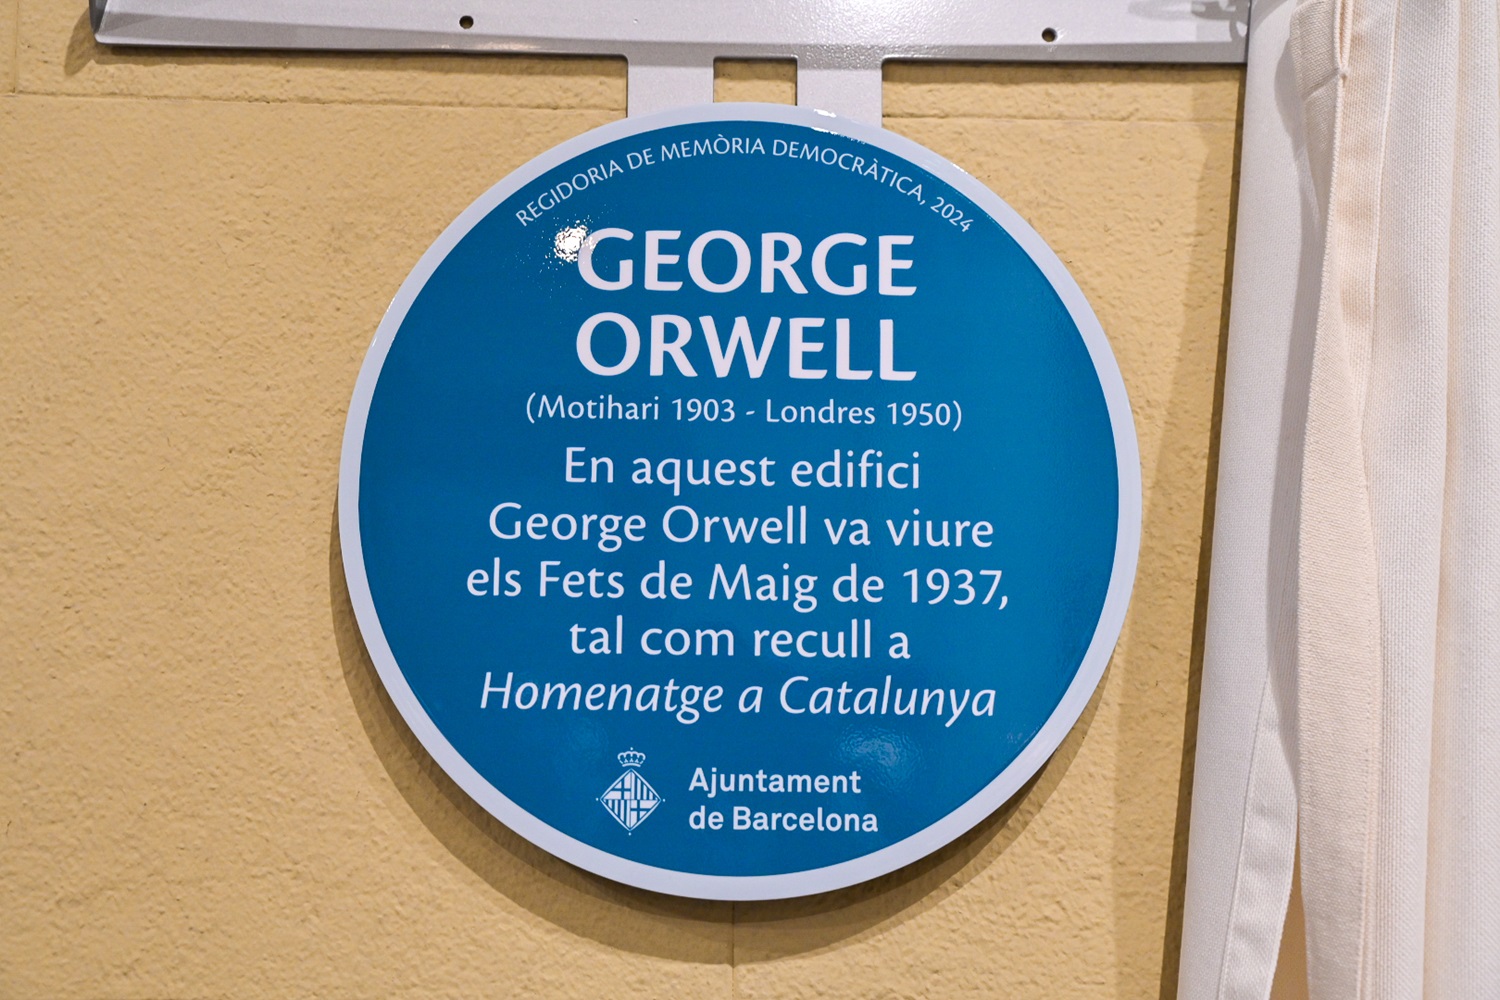 REGIDORIA DE MEMÒRIA DEMOCRÀTICA, 2024
GEORGE
ORWELL
(Motihari 1903 - Londres 1950)
En aquest edifici
George Orwell va viure
els Fets de Maig de 1937,
tal com recull a
Homenatge a Catalunya
Ajuntament
de Barcelona